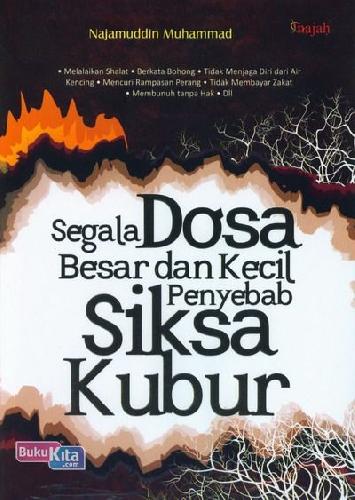 Najamuddin Muhammad
Taajah
• Melalaikan Shalat • Berkata Bohong • Tidak Menjaga Diri dari Air
Kencing • Mencuri Rampasan Perang • Tidak Membayar Zakat
• Membunuh tanpa Hak • Dll
Segala Dosa
Besar dan Kecil
Penyebab
Siksa
Kubur
BukuKita
.com